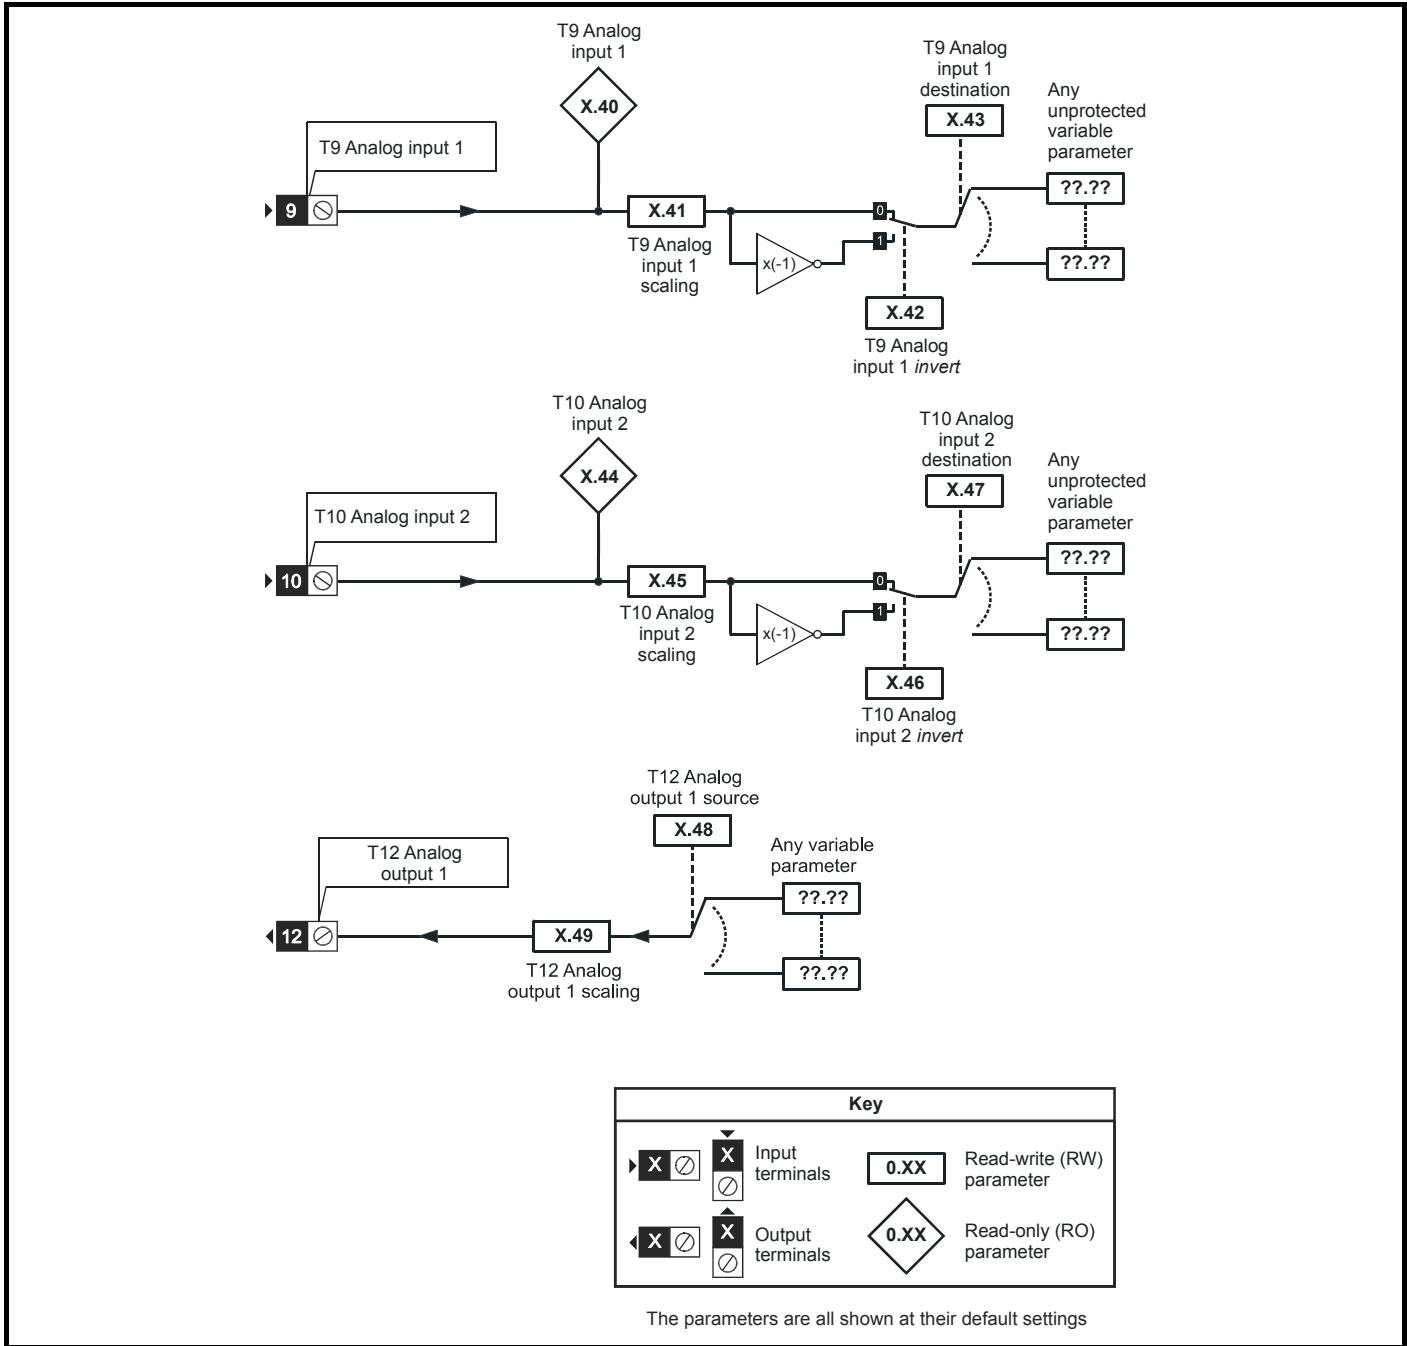 T9 Analog
input 1
X.40
T9 Analog input 1
9
X.41
T9 Analog
input 1
scaling
x(-1)
0
1
T9 Analog
input 1
destination
X.43
Any
unprotected
variable
parameter
??.??
??.??
X.42
T9 Analog
input 1 invert
T10 Analog
input 2
X.44
T10 Analog input 2
10
X.45
T10 Analog
input 2
scaling
x(-1)
0
1
T10 Analog
input 2
destination
X.47
Any
unprotected
variable
parameter
??.??
??.??
X.46
T10 Analog
input 2 invert
T12 Analog
output 1 source
X.48
Any variable
parameter
??.??
??.??
T12 Analog
output 1
12
X.49
T12 Analog
output 1 scaling
Key
X
X
Input
terminals
0.XX
Read-write (RW)
parameter
X
X
Output
terminals
0.XX
Read-only (RO)
parameter
The parameters are all shown at their default settings